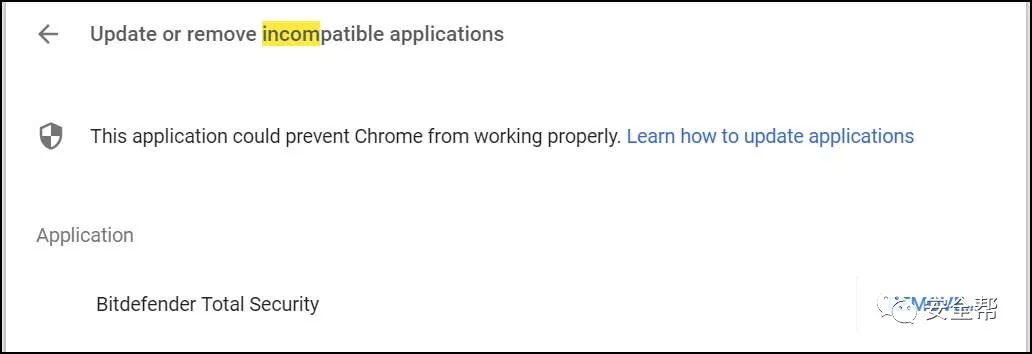 Update or remove incompatible applications
This application could prevent Chrome from working properly. Learn how to update applications
Application
Bitdefender Total Security
安全帮